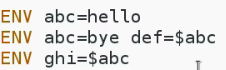 ENV abc=hello
ENV abc=bye def=$abc
ENV ghi=$abc